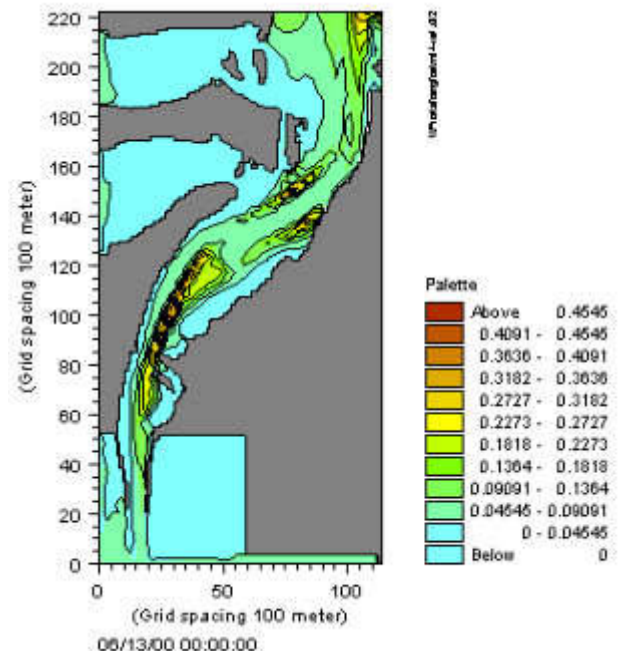 220
200
180
160
140
120
100
80
60
40
20
0
(Grid spacing 100 meter)
0 50 100
(Grid spacing 100 meter)
06/13/00 00:00:00
Palette
Above 0.4545
0.4091 - 0.4545
0.3636 - 0.4091
0.3182 - 0.3636
0.2727 - 0.3182
0.2273 - 0.2727
0.1818 - 0.2273
0.1364 - 0.1818
0.09091 - 0.1364
0.04545 - 0.09091
0 - 0.04545
Below 0